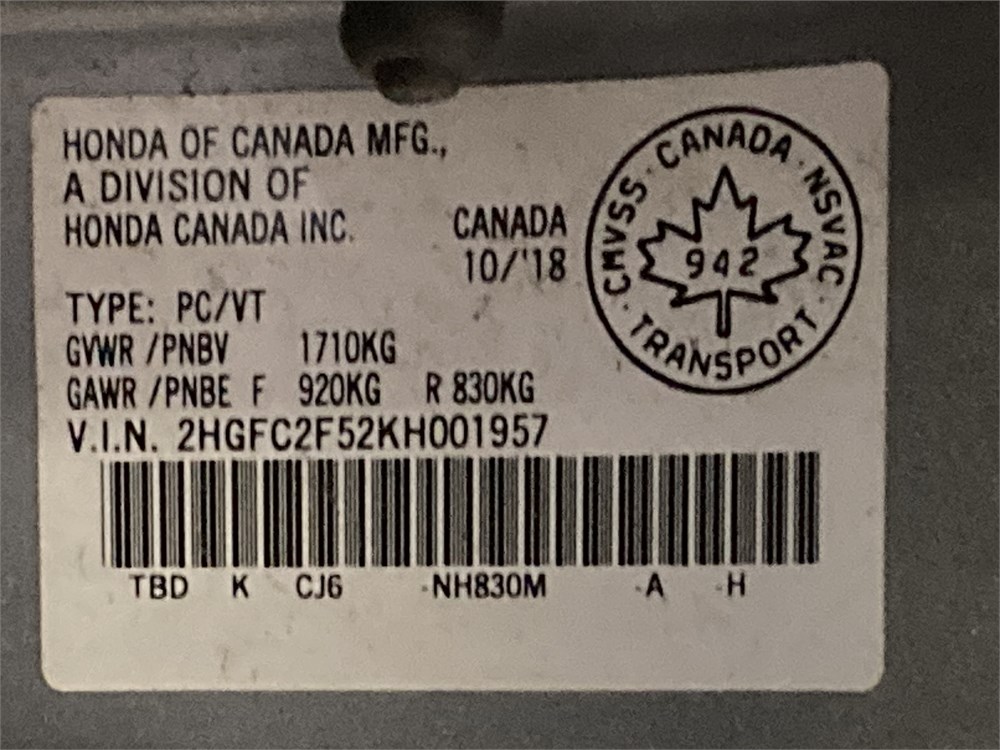 HONDA OF CANADA MFG.,
A DIVISION OF
HONDA CANADA INC.
CANADA
10/'18
TYPE: PC/VT
GVWR /PNBV 1710KG
GAWR /PNBE F 920KG R 830KG
V.I.N. 2HGFC2F52KH001957
TBD K CJ6 -NH830M -A -H
CMVSS · CANADA · NSVAC · TRANSPORT ·
942